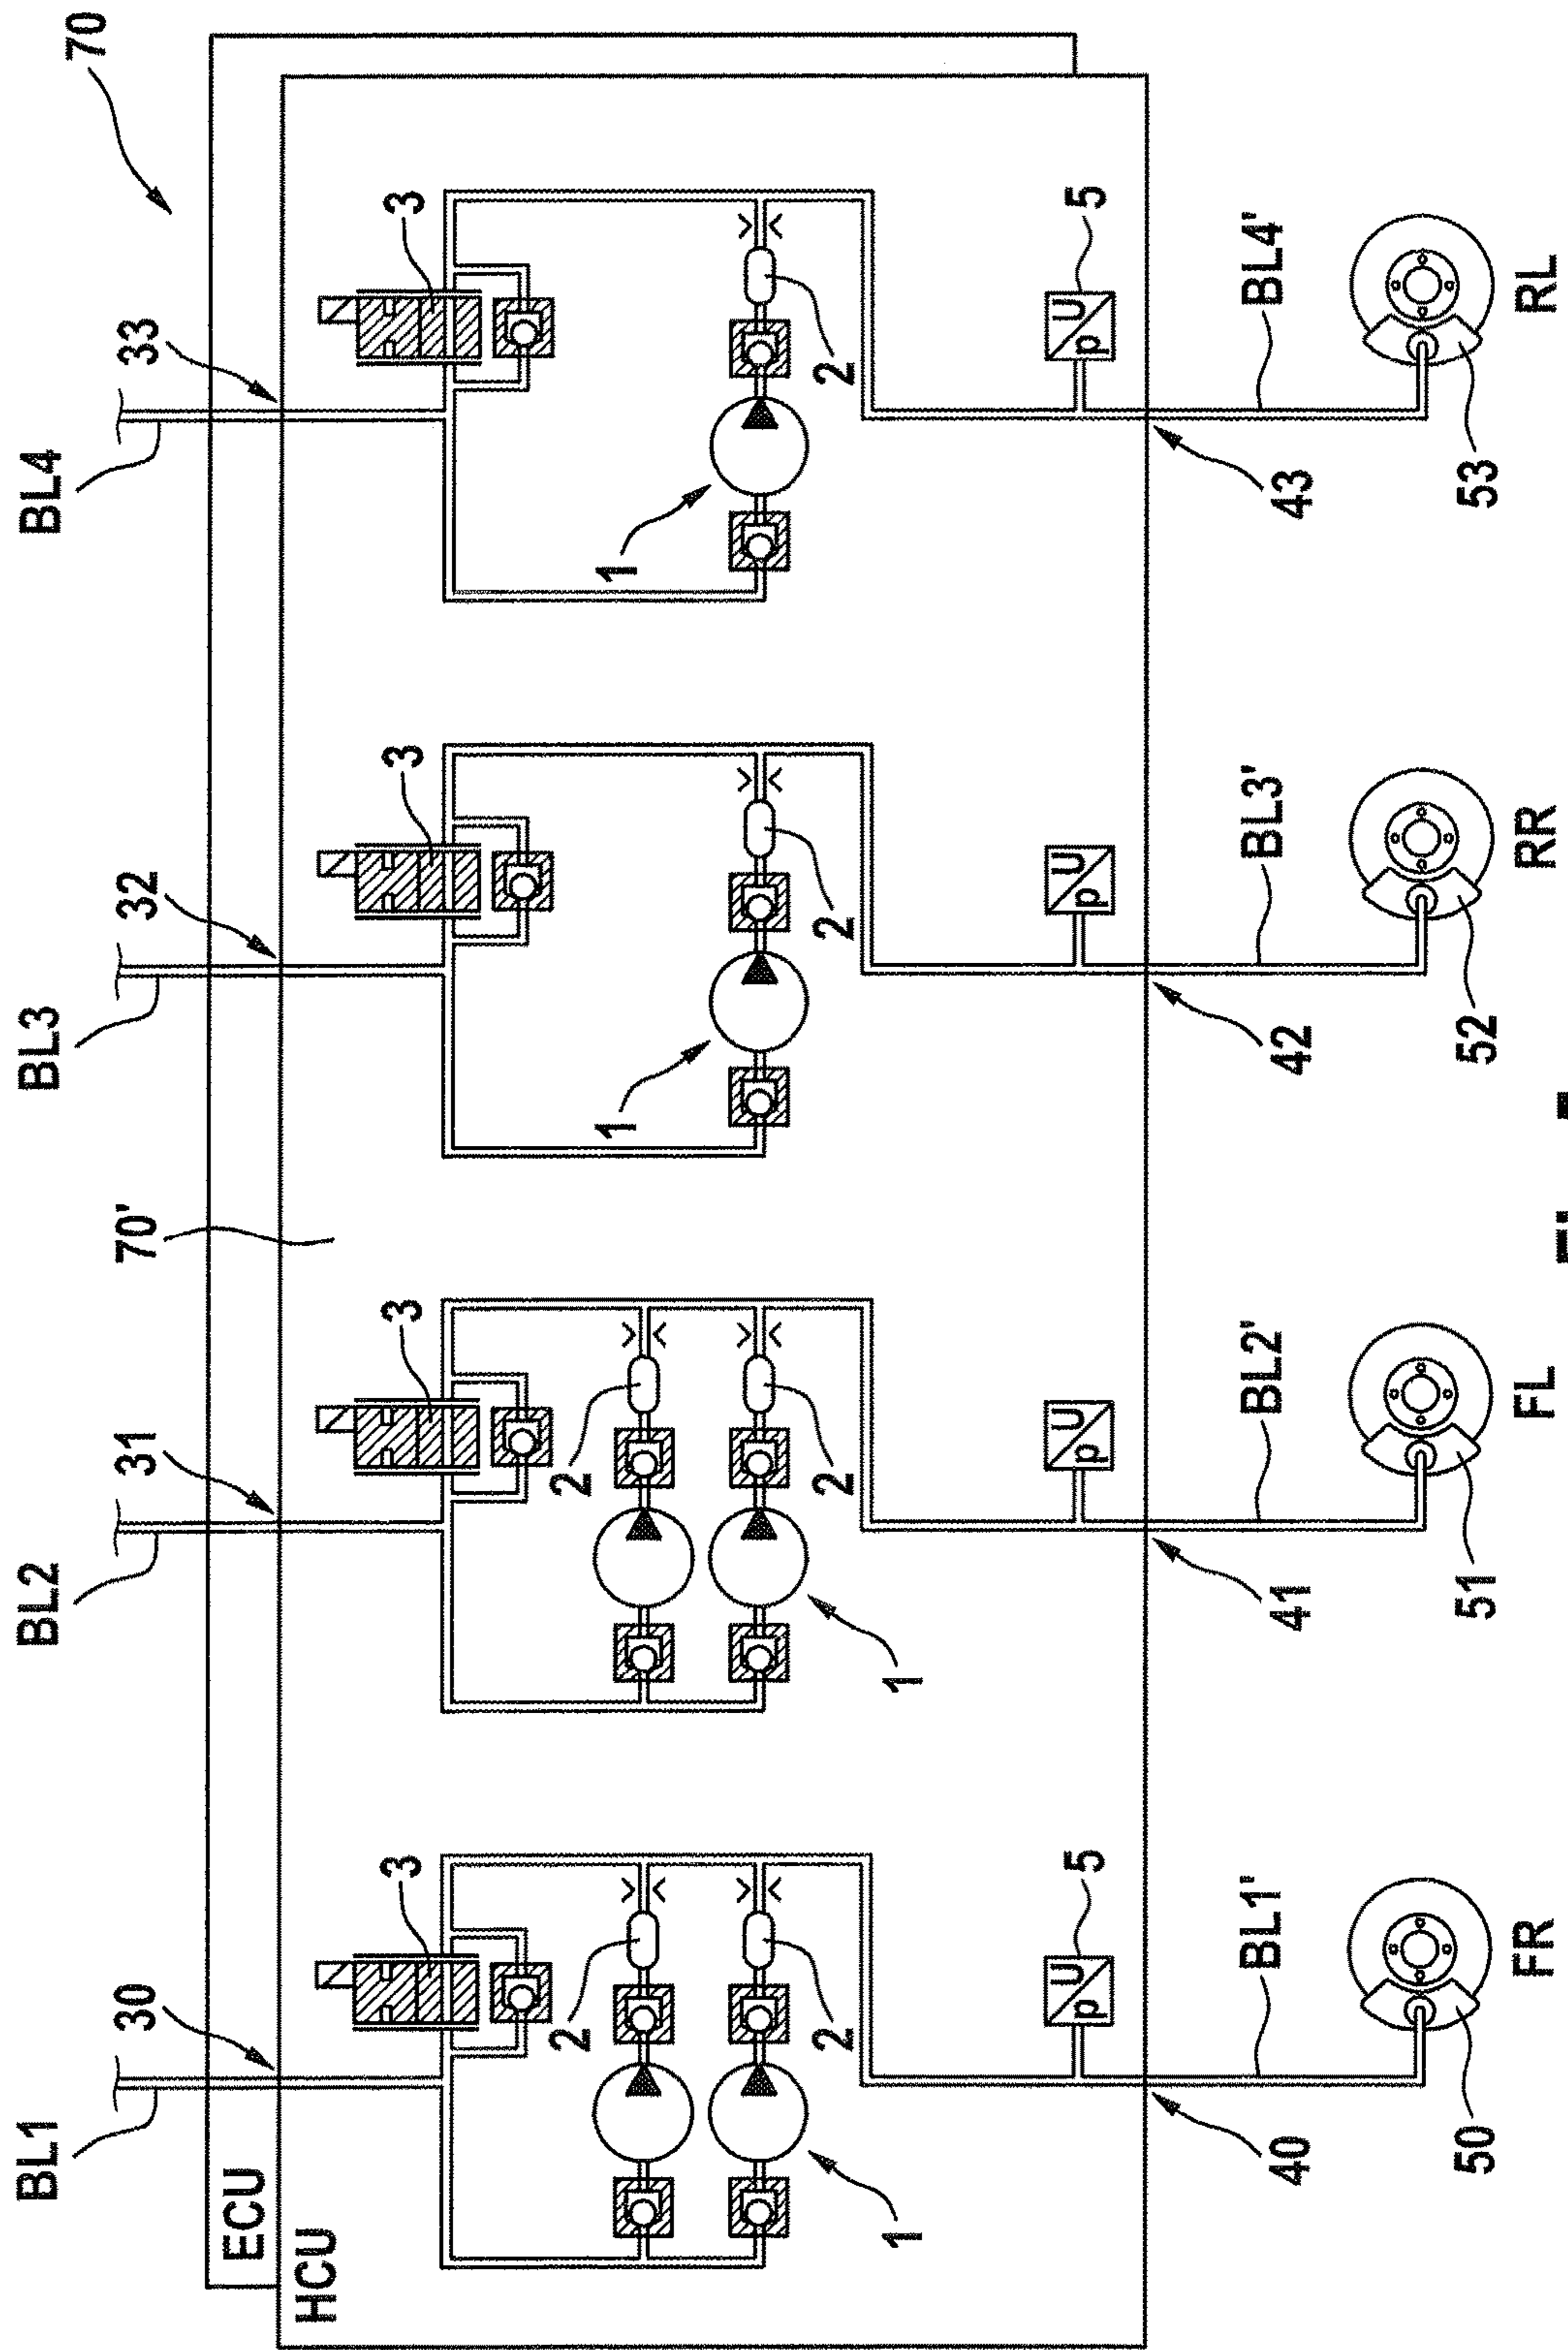 BL1 BL2 BL3 BL4 70
30 31 70' 32 33
ECU
HCU
3 3 3 3
2 2
1 1
2 2 2 2
1 1
5 5
U U U U
p p p p
BL1' BL2' BL3' BL4'
40 41 42 43
50 51 52 53
FR FL RR RL